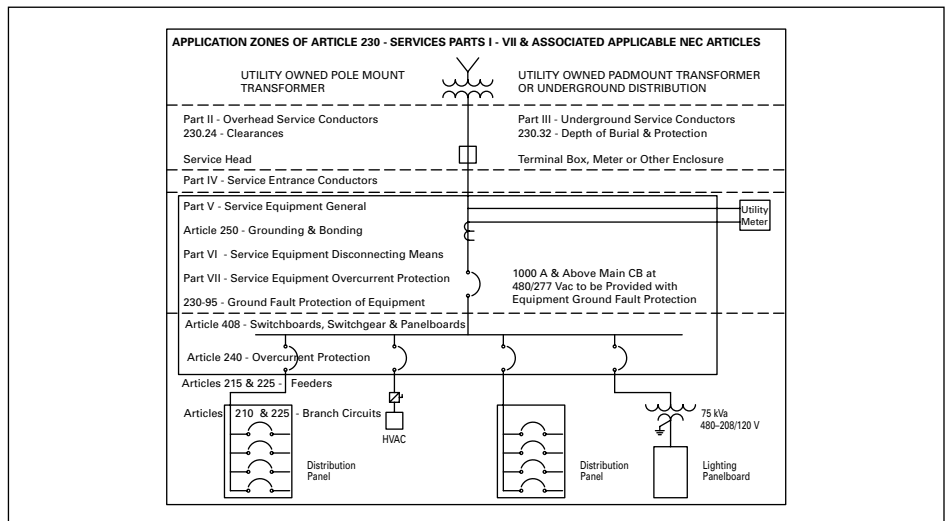 APPLICATION ZONES OF ARTICLE 230 - SERVICES PARTS I - VII & ASSOCIATED APPLICABLE NEC ARTICLES
UTILITY OWNED POLE MOUNT
TRANSFORMER
UTILITY OWNED PADMOUNT TRANSFORMER
OR UNDERGROUND DISTRIBUTION
Part II - Overhead Service Conductors
230.24 - Clearances
Service Head
Part III - Underground Service Conductors
230.32 - Depth of Burial & Protection
Terminal Box, Meter or Other Enclosure
Part IV - Service Entrance Conductors
Part V - Service Equipment General
Utility
Meter
Article 250 - Grounding & Bonding
Part VI - Service Equipment Disconnecting Means
Part VII - Service Equipment Overcurrent Protection
230-95 - Ground Fault Protection of Equipment
1000 A & Above Main CB at
480/277 Vac to be Provided with
Equipment Ground Fault Protection
Article 408 - Switchboards, Switchgear & Panelboards
Article 240 - Overcurrent Protection
Articles 215 & 225 - Feeders
Articles 210 & 225 - Branch Circuits
HVAC
75 kVa
480–208/120 V
Distribution
Panel
Distribution
Panel
Lighting
Panelboard